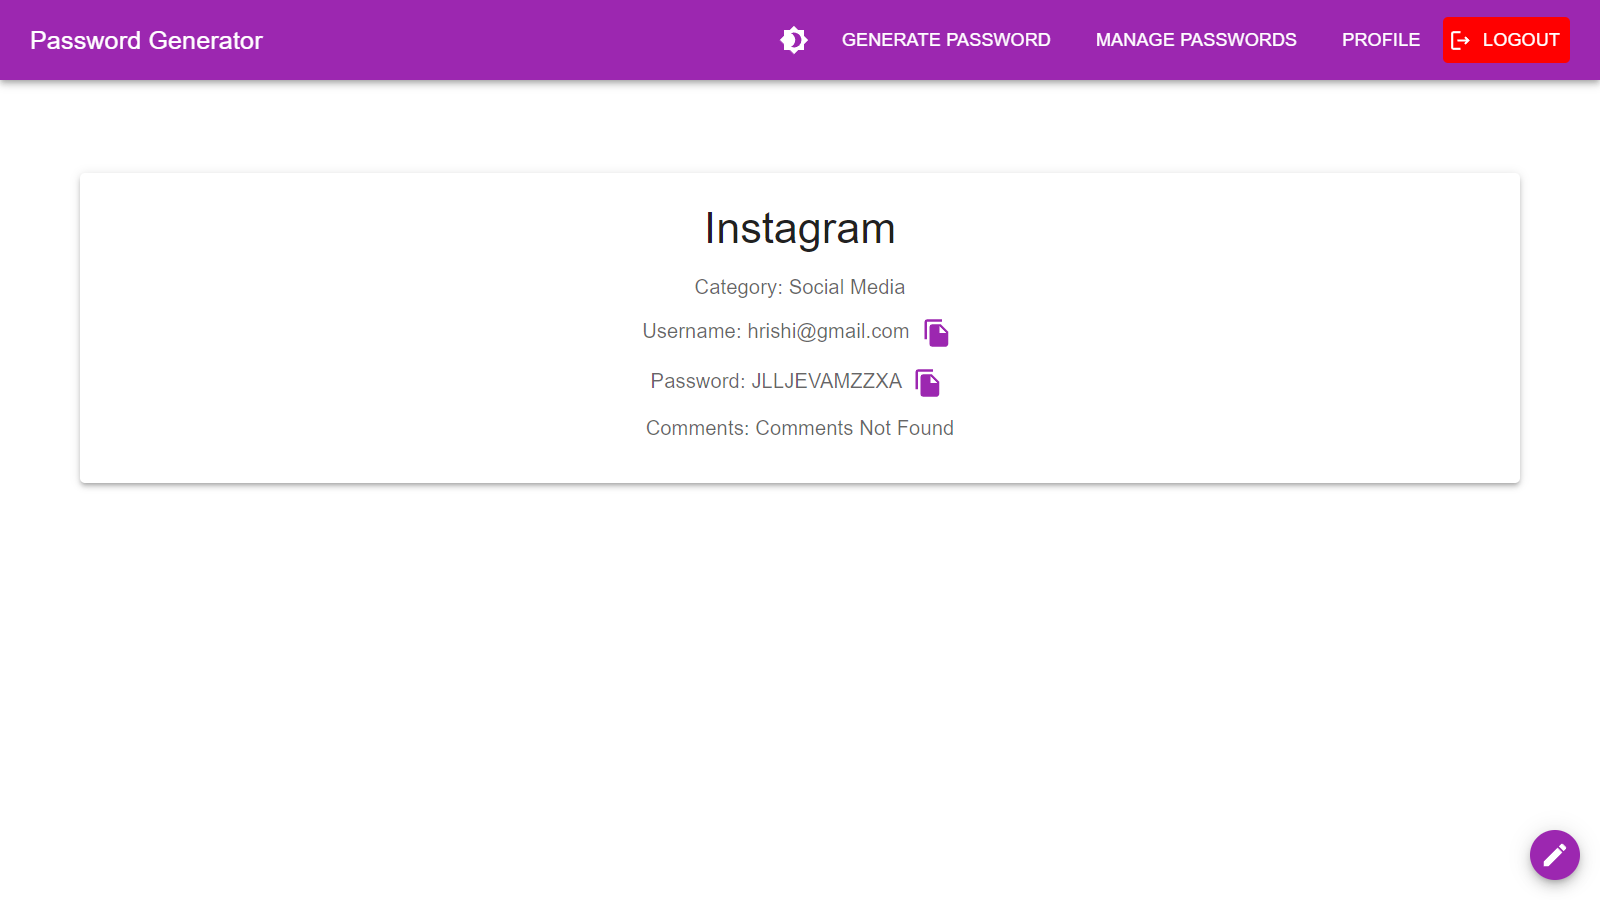 Password Generator
GENERATE PASSWORD
MANAGE PASSWORDS
PROFILE
LOGOUT
Instagram
Category: Social Media
Username: hrishi@gmail.com
Password: JLLJEVAMZZXA
Comments: Comments Not Found